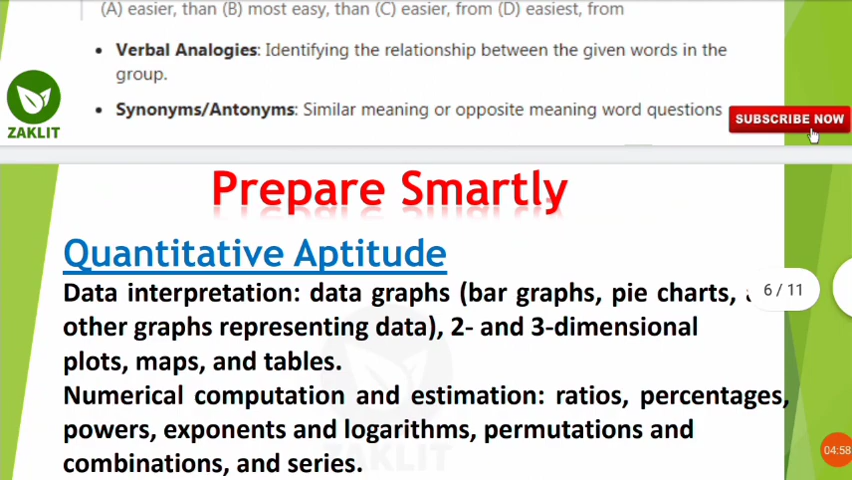 (A) easier, than (B) most easy, than (C) easier, from (D) easiest, from
• Verbal Analogies: Identifying the relationship between the given words in the
group.
• Synonyms/Antonyms: Similar meaning or opposite meaning word questions
ZAKLIT
SUBSCRIBE NOW
Prepare Smartly
Quantitative Aptitude
Data interpretation: data graphs (bar graphs, pie charts,
6 / 11
other graphs representing data), 2- and 3-dimensional
plots, maps, and tables.
Numerical computation and estimation: ratios, percentages,
powers, exponents and logarithms, permutations and
combinations, and series.
04:58
ZAKLIT